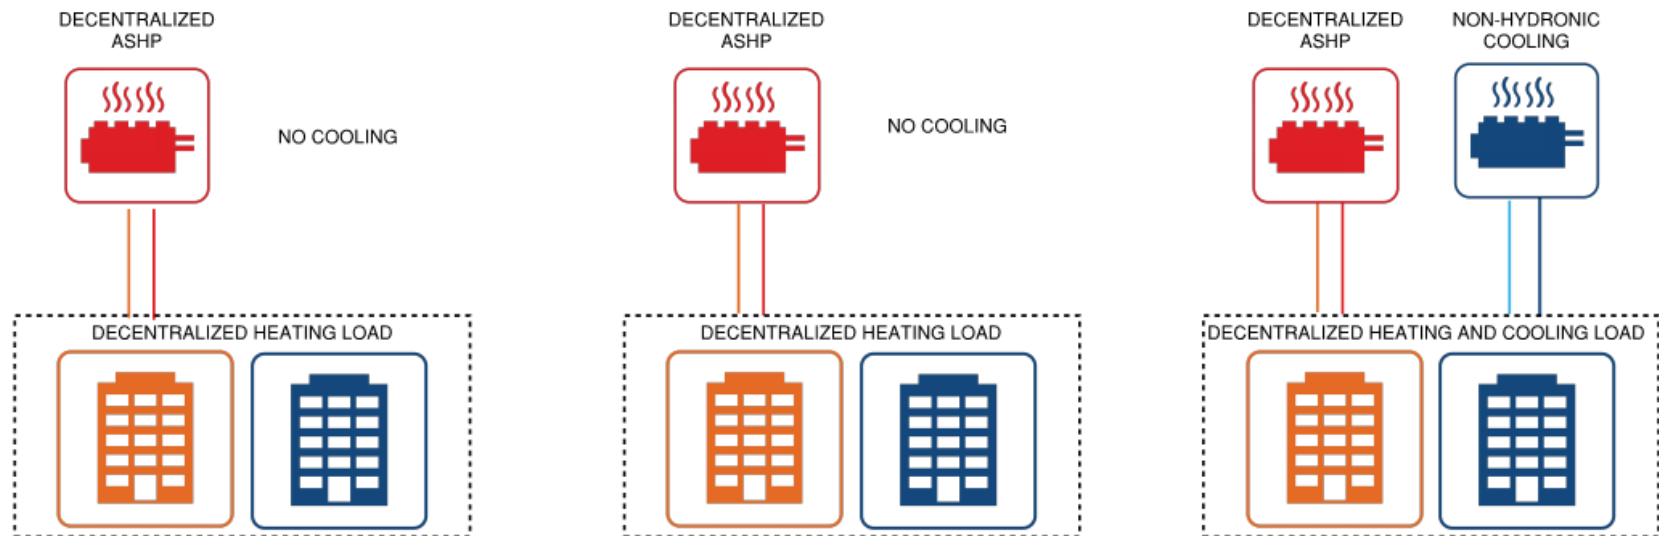 DECENTRALIZED
ASHP
NO COOLING
DECENTRALIZED HEATING LOAD
DECENTRALIZED
ASHP
NO COOLING
DECENTRALIZED HEATING LOAD
DECENTRALIZED
ASHP
NON-HYDRONIC
COOLING
DECENTRALIZED HEATING AND COOLING LOAD